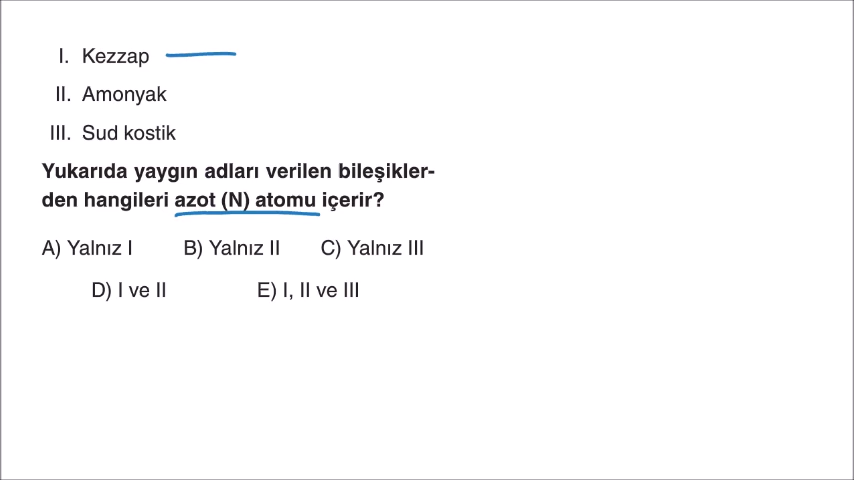 I. Kezzap
II. Amonyak
III. Sud kostik
Yukarıda yaygın adları verilen bileşikler-
den hangileri azot (N) atomu içerir?
A) Yalnız I B) Yalnız II C) Yalnız III
D) I ve II E) I, II ve III